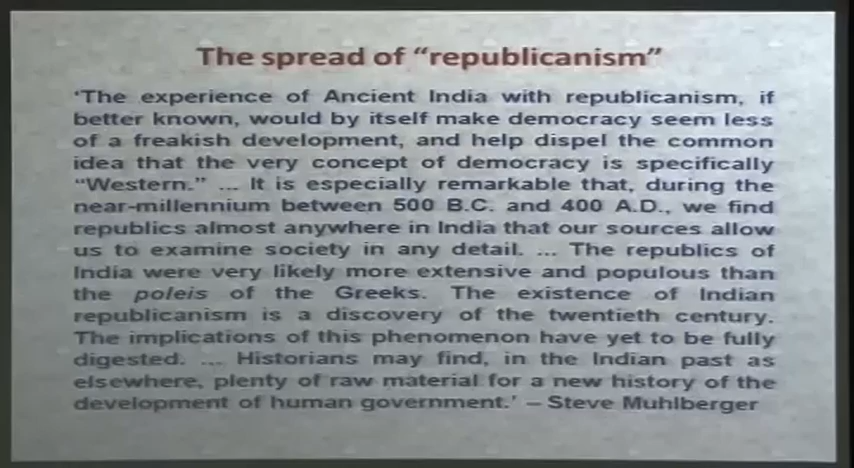 The spread of “republicanism”
‘The experience of Ancient India with republicanism, if
better known, would by itself make democracy seem less
of a freakish development, and help dispel the common
idea that the very concept of democracy is specifically
“Western.” ... It is especially remarkable that, during the
near-millennium between 500 B.C. and 400 A.D., we find
republics almost anywhere in India that our sources allow
us to examine society in any detail. ... The republics of
India were very likely more extensive and populous than
the poleis of the Greeks. The existence of Indian
republicanism is a discovery of the twentieth century.
The implications of this phenomenon have yet to be fully
digested. ... Historians may find, in the Indian past as
elsewhere, plenty of raw material for a new history of the
development of human government.’ – Steve Muhlberger